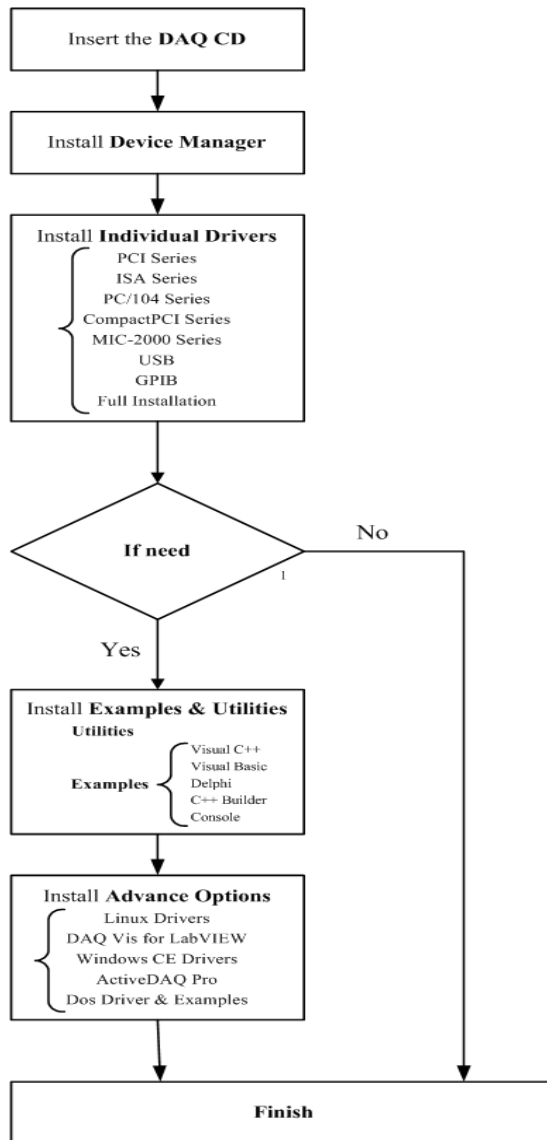 Insert the DAQ CD
Install Device Manager
Install Individual Drivers
PCI Series
ISA Series
PC/104 Series
CompactPCI Series
MIC-2000 Series
USB
GPIB
Full Installation
If need
1
No
Yes
Install Examples & Utilities
Utilities
Examples
Visual C++
Visual Basic
Delphi
C++ Builder
Console
Install Advance Options
Linux Drivers
DAQ Vis for LabVIEW
Windows CE Drivers
ActiveDAQ Pro
Dos Driver & Examples
Finish